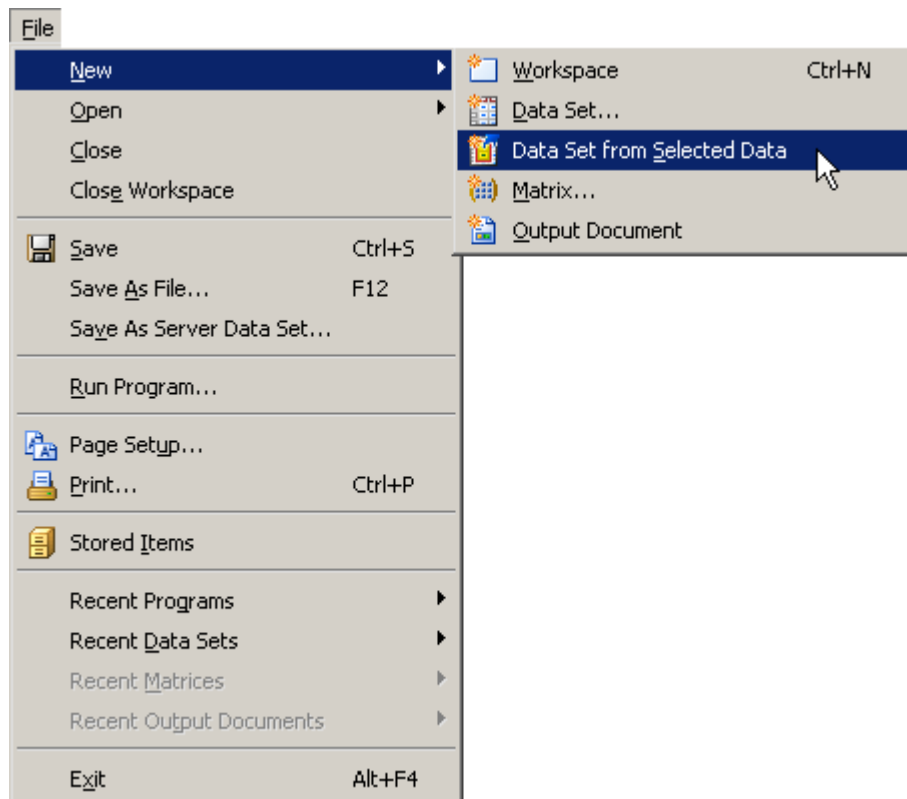 File
New
Open
Close
Close Workspace
Save Ctrl+S
Save As File... F12
Save As Server Data Set...
Run Program...
Page Setup...
Print... Ctrl+P
Stored Items
Recent Programs
Recent Data Sets
Recent Matrices
Recent Output Documents
Exit Alt+F4
Workspace Ctrl+N
Data Set...
Data Set from Selected Data
Matrix...
Output Document